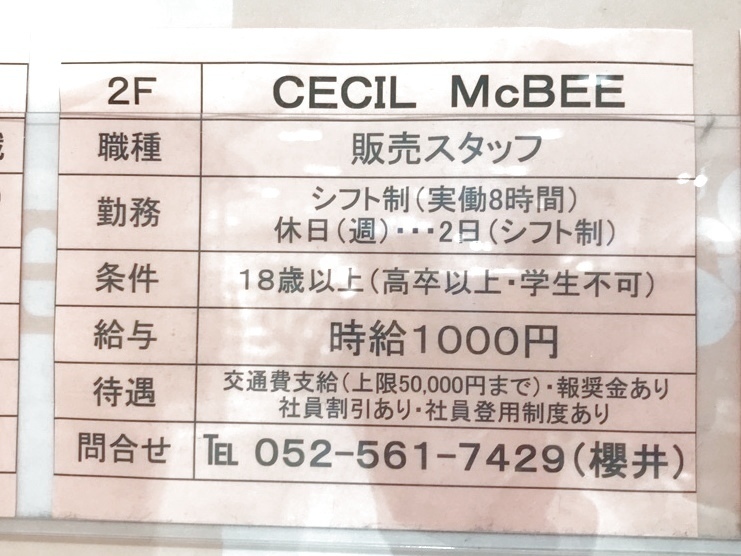 2F CECIL McBEE
職種 販売スタッフ
勤務 シフト制(実働8時間)
休日(週)･･･2日(シフト制)
条件 18歳以上(高卒以上・学生不可)
給与 時給1000円
待遇 交通費支給(上限50,000円まで)・報奨金あり
社員割引あり・社員登用制度あり
問合せ ℡ 052-561-7429(櫻井)